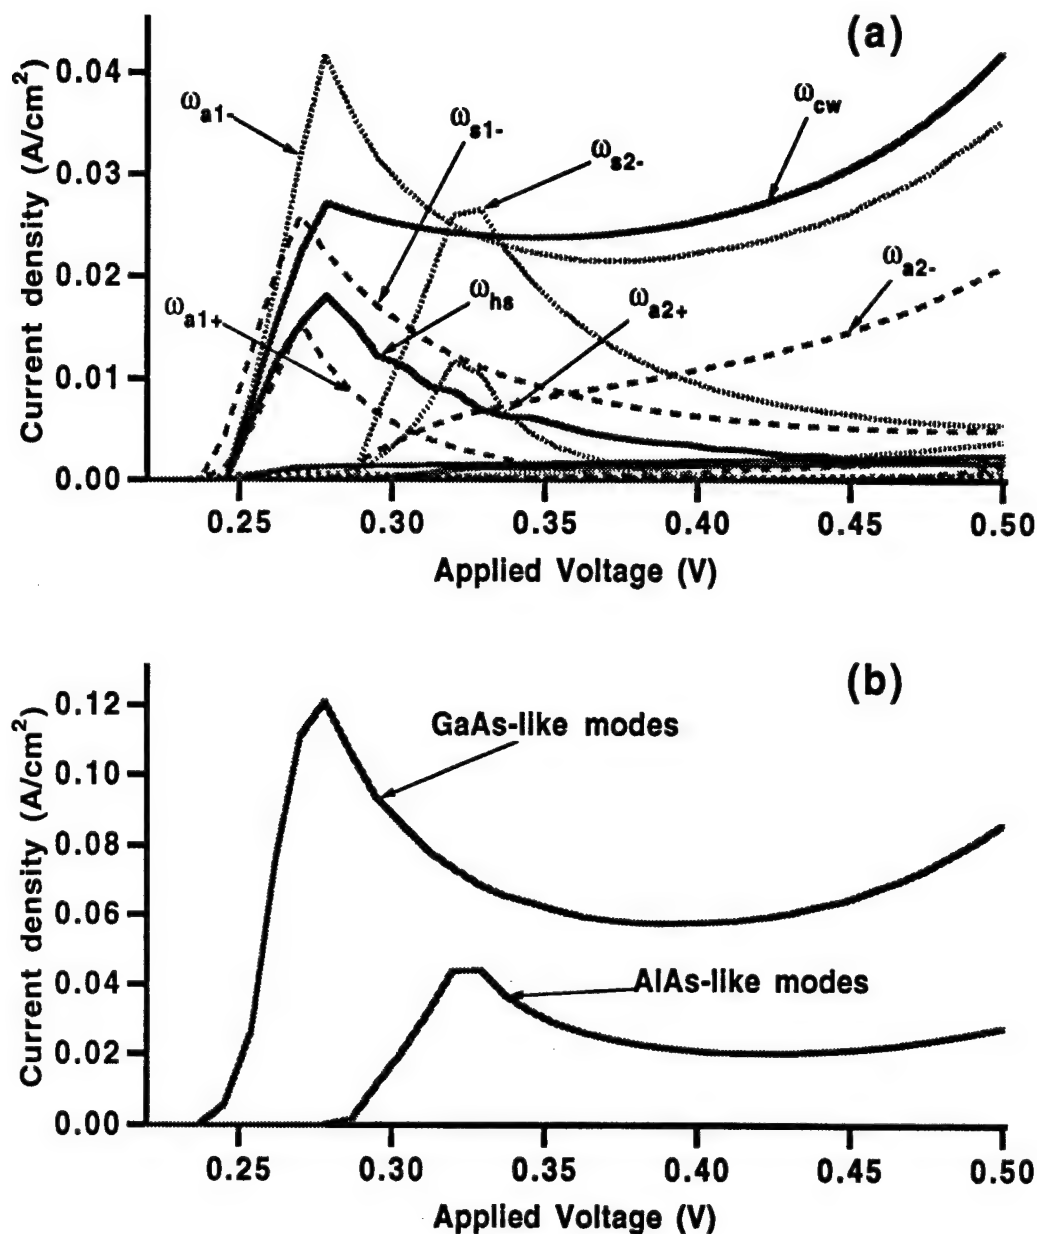 (a)
Current density (A/cm²)
0.04
0.03
0.02
0.01
0.00
ωa1-
ωs1-
ωs2-
ωcw
ωa1+
ωhs
ωa2+
ωa2-
0.25 0.30 0.35 0.40 0.45 0.50
Applied Voltage (V)
(b)
Current density (A/cm²)
0.12
0.10
0.08
0.06
0.04
0.02
0.00
GaAs-like modes
AlAs-like modes
0.25 0.30 0.35 0.40 0.45 0.50
Applied Voltage (V)